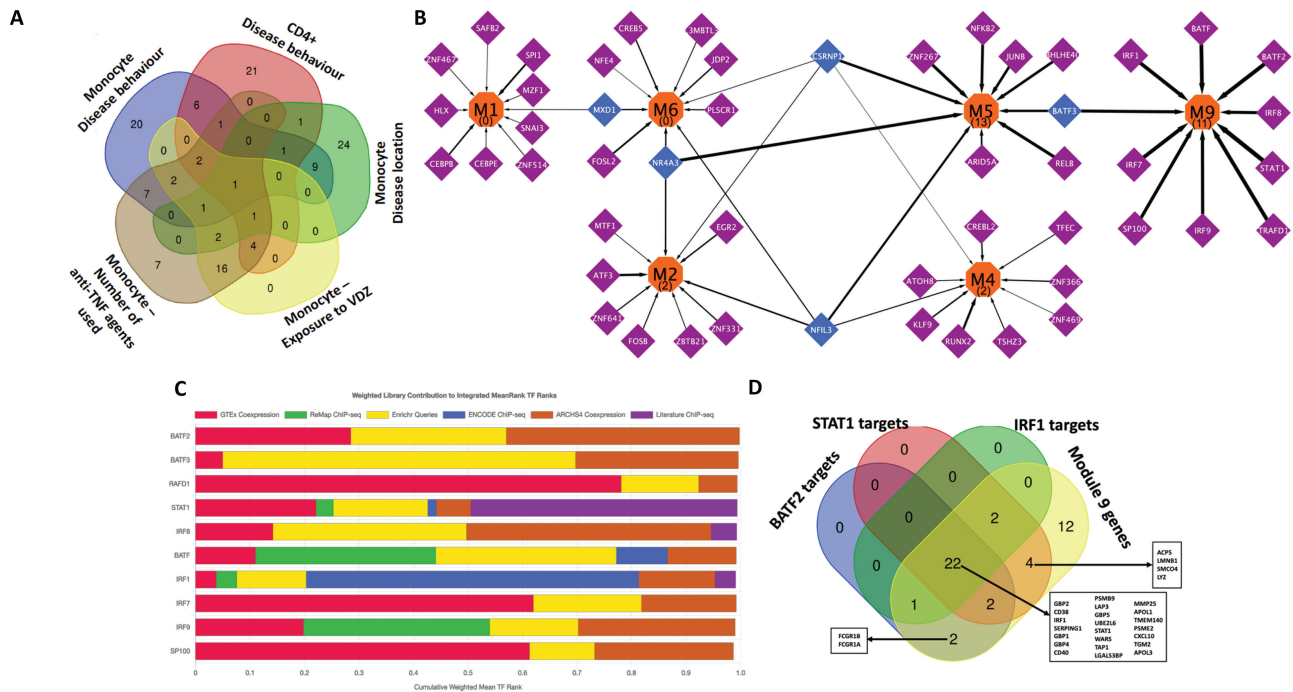 A
Monocyte
Disease behaviour
CD4+
Disease behaviour
Monocyte
Disease Location
Monocyte –
Number of
anti-TNF agents
used
Monocyte –
Exposure to VDZ
21
6
0
1
20
1
0
24
0
0
1
9
2
2
1
0
0
7
1
1
0
0
0
2
0
4
7
16
0
0
B
SAFB2
ZNF467
SPI1
MZF1
HLX
M1
(0)
SNAI3
CEBPB
CEBPE
ZNF514
CREB5
3MBTL
NFE4
JDP2
MXD1
M6
(0)
PLSCR1
FOSL2
NR4A3
CSRNP1
NFKB2
ZNF267
JUNB
BHLHE40
M5
(13)
BATF3
ARID5A
RELB
BATF
IRF1
BATF2
M9
(11)
IRF8
IRF7
STAT1
SP100
IRF9
TRAFD1
MTF1
EGR2
ATF3
M2
(2)
ZNF641
ZNF331
FOSB
ZBTB21
NFIL3
CREBL2
TFEC
ATOH8
M4
(2)
ZNF366
KLF9
ZNF469
RUNX2
TSHZ3
C
Weighted Library Contribution to Integrated MeanRank TF Ranks
GTEx Coexpression
ReMap ChIP-seq
Enrichr Queries
ENCODE ChIP-seq
ARCHS4 Coexpression
Literature ChIP-seq
BATF2
BATF3
RAFD1
STAT1
IRF8
BATF
IRF1
IRF7
IRF9
SP100
0.0 0.1 0.2 0.3 0.4 0.5 0.6 0.7 0.8 0.9 1.0
Cumulative Weighted Mean TF Rank
D
BATF2 targets
STAT1 targets
IRF1 targets
Module 9 genes
0
0
0
0
0
0
0
2
12
0
22
4
1
2
2
ACP5
LMNB1
SMCO4
LYZ
FCGR1B
FCGR1A
GBP2
CD38
IRF1
SERPING1
GBP1
GBP4
CD40
PSMB9
LAP3
GBP5
UBE2L6
STAT1
WARS
TAP1
LGALS3BP
MMP25
APOL1
TMEM140
PSME2
CXCL10
TGM2
APOL3